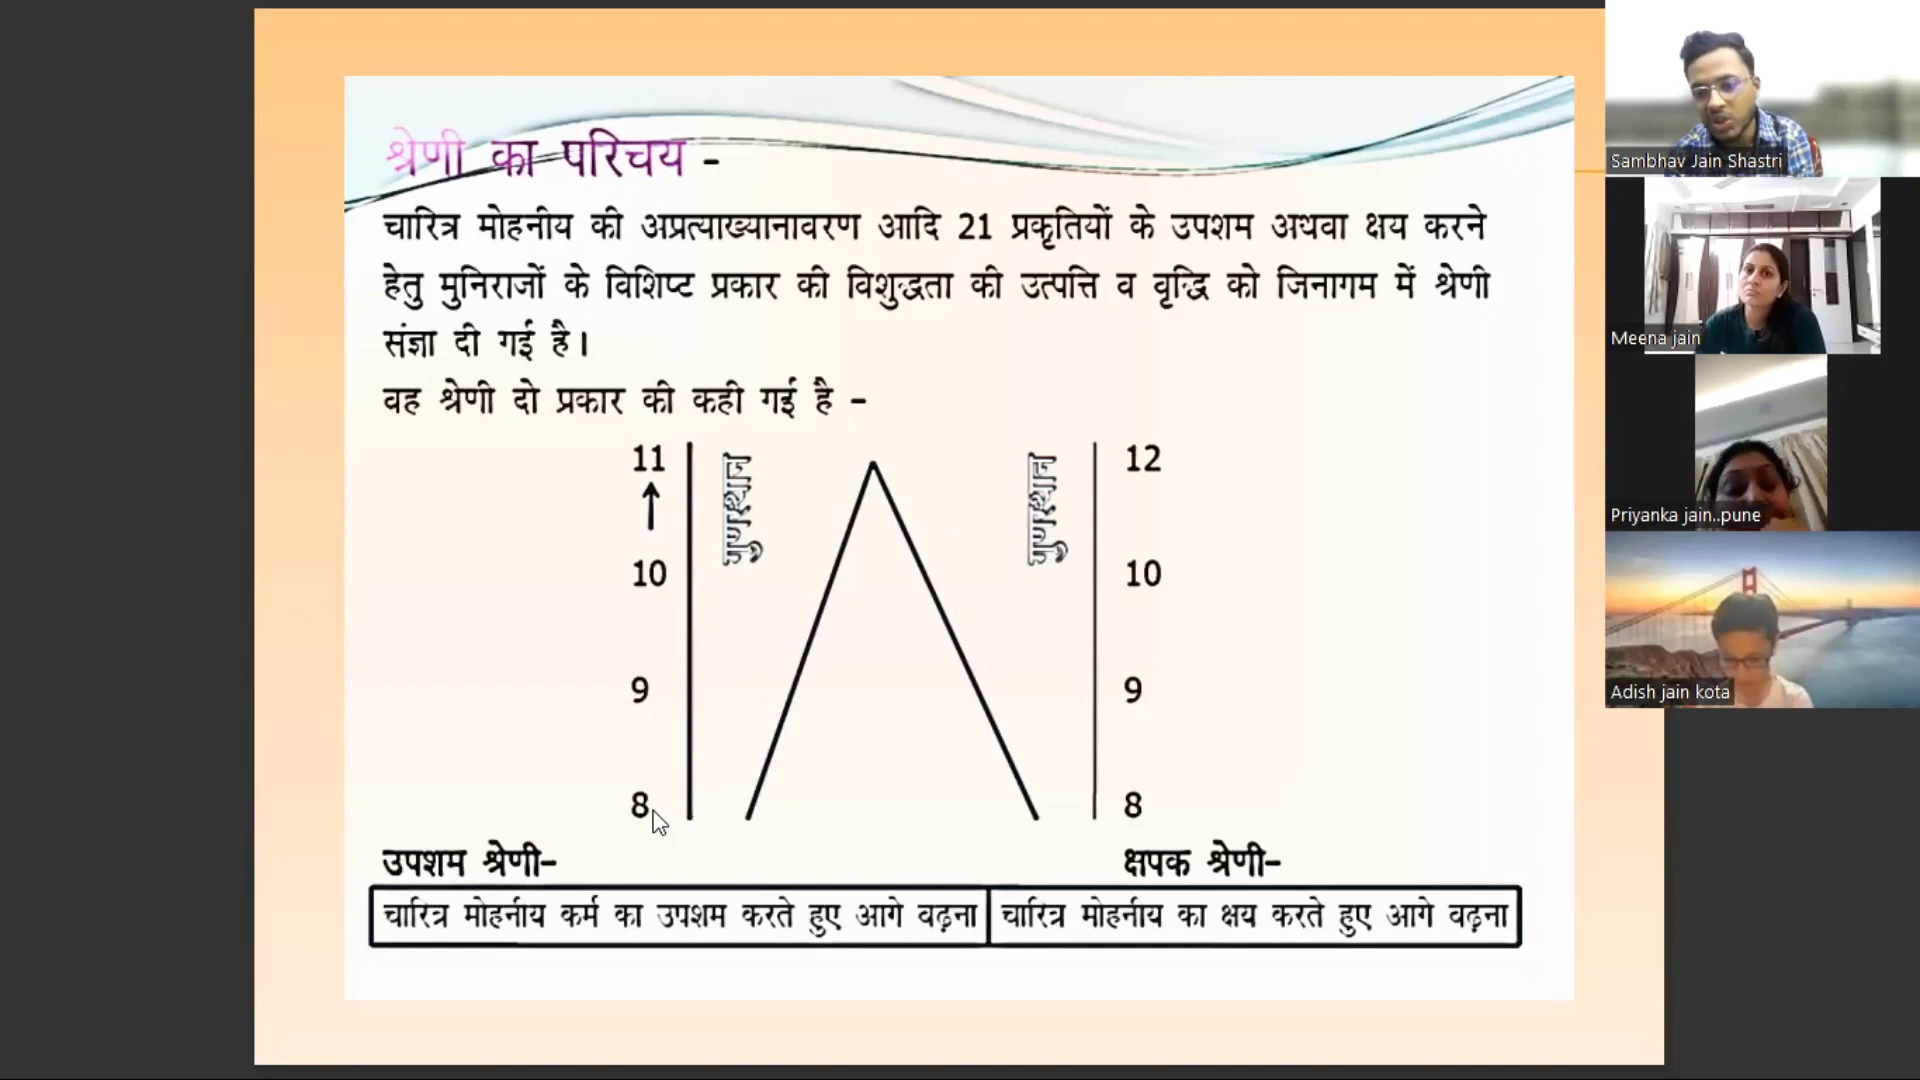 श्रेणी का परिचय -
चारित्र मोहनीय की अप्रत्याख्यानावरण आदि 21 प्रकृतियों के उपशम अथवा क्षय करने
हेतु मुनिराजों के विशिष्ट प्रकार की विशुद्धता की उत्पत्ति व वृद्धि को जिनागम में श्रेणी
संज्ञा दी गई है।
वह श्रेणी दो प्रकार की कही गई है -
11
10
9
8
गुणस्थान
गुणस्थान
12
10
9
8
उपशम श्रेणी-
क्षपक श्रेणी-
चारित्र मोहनीय कर्म का उपशम करते हुए आगे बढ़ना
चारित्र मोहनीय का क्षय करते हुए आगे बढ़ना
Sambhav Jain Shastri
Meena jain
Priyanka jain..pune
Adish jain kota